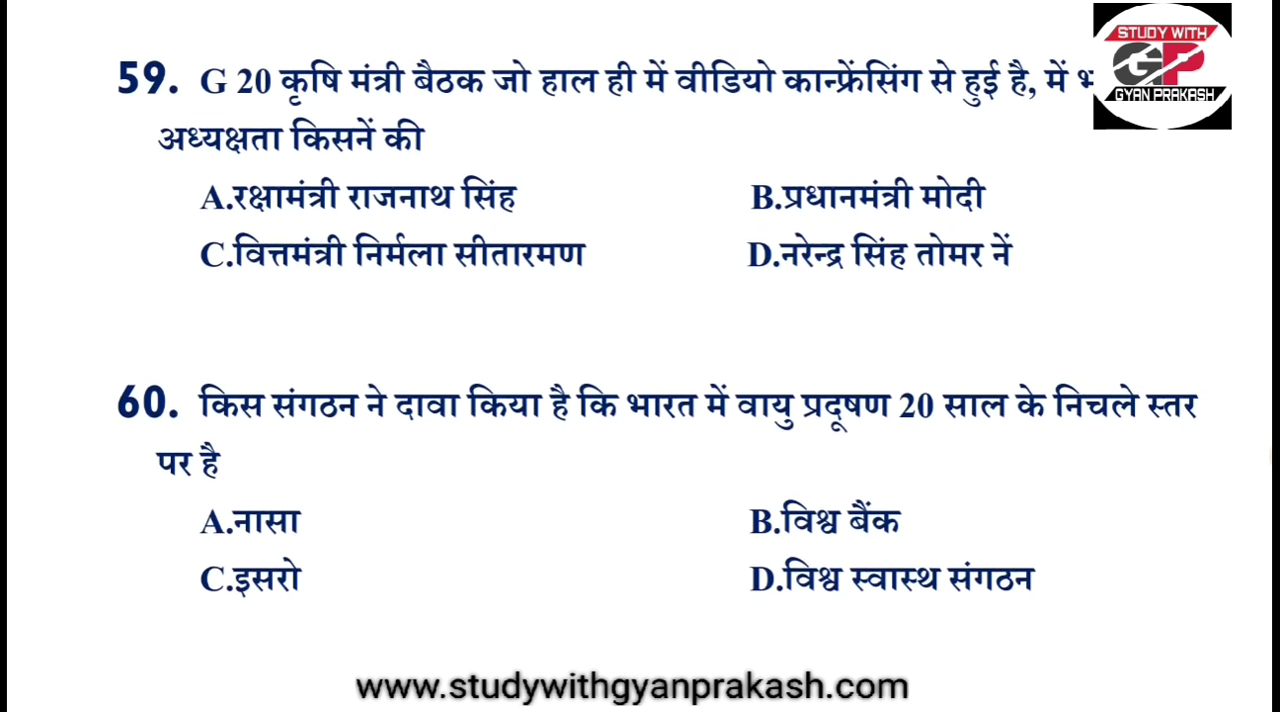 STUDY WITH
GP
GYAN PRAKASH
59. G 20 कृषि मंत्री बैठक जो हाल ही में वीडियो कान्फ्रेंसिंग से हुई है, में
अध्यक्षता किसनें की
A.रक्षामंत्री राजनाथ सिंह B.प्रधानमंत्री मोदी
C.वित्तमंत्री निर्मला सीतारमण D.नरेन्द्र सिंह तोमर नें
60. किस संगठन ने दावा किया है कि भारत में वायु प्रदूषण 20 साल के निचले स्तर
पर है
A.नासा B.विश्व बैंक
C.इसरो D.विश्व स्वास्थ संगठन
www.studywithgyanprakash.com